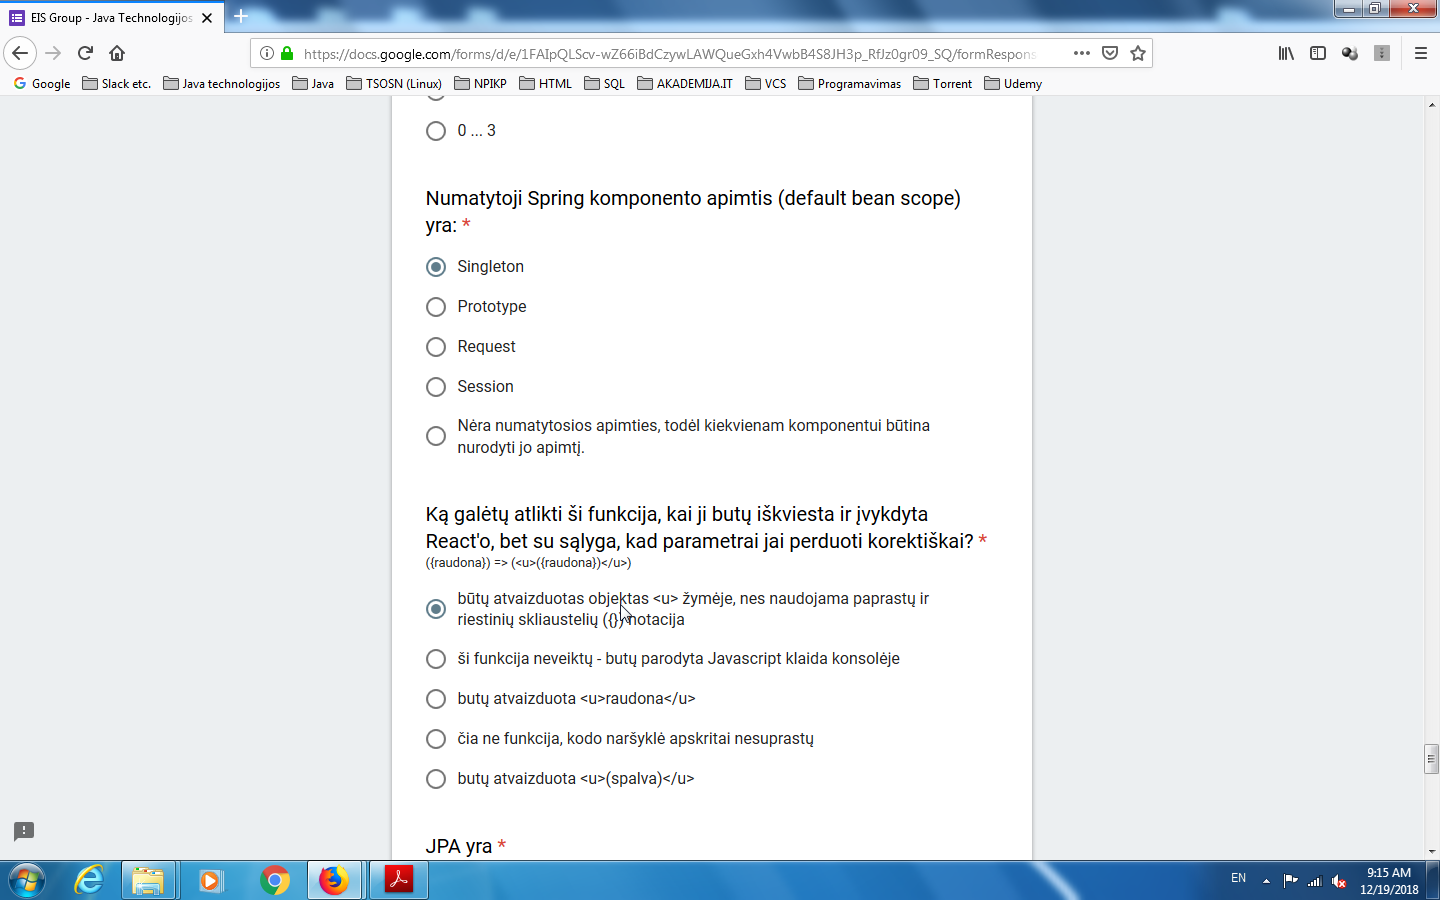 EIS Group - Java Technologijos
https://docs.google.com/forms/d/e/1FAIpQLScv-wZ66iBdCzywLAWQueGxh4VwbB4S8JH3p_RfJz0gr09_SQ/formRespons
Google Slack etc. Java technologijos Java TSOSN (Linux) NPIKP HTML SQL AKADEMIJA.IT VCS Programavimas Torrent Udemy
0 ... 3
Numatytoji Spring komponento apimtis (default bean scope)
yra: *
Singleton
Prototype
Request
Session
Nėra numatytosios apimties, todėl kiekvienam komponentui būtina
nurodyti jo apimtį.
Ką galėtų atlikti ši funkcija, kai ji butų iškviesta ir įvykdyta
React'o, bet su sąlyga, kad parametrai jai perduoti korektiškai? *
({raudona}) => (<u>({raudona})</u>)
būtų atvaizduotas objektas <u> žymėje, nes naudojama paprastų ir
riestinių skliaustelių ({}) notacija
ši funkcija neveiktų - butų parodyta Javascript klaida konsolėje
butų atvaizduota <u>raudona</u>
čia ne funkcija, kodo naršyklė apskritai nesuprastų
butų atvaizduota <u>(spalva)</u>
JPA yra *
EN
9:15 AM
12/19/2018